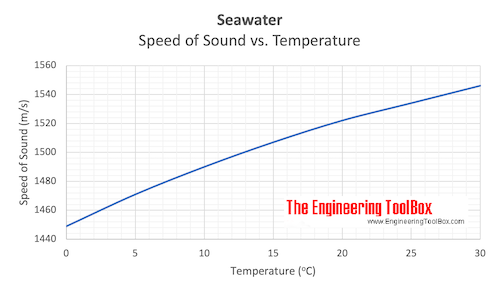 Seawater
Speed of Sound vs. Temperature
1560
1540
1520
1500
1480
1460
1440
Speed of Sound (m/s)
0 5 10 15 20 25 30
Temperature (°C)
The Engineering ToolBox
www.EngineeringToolBox.com